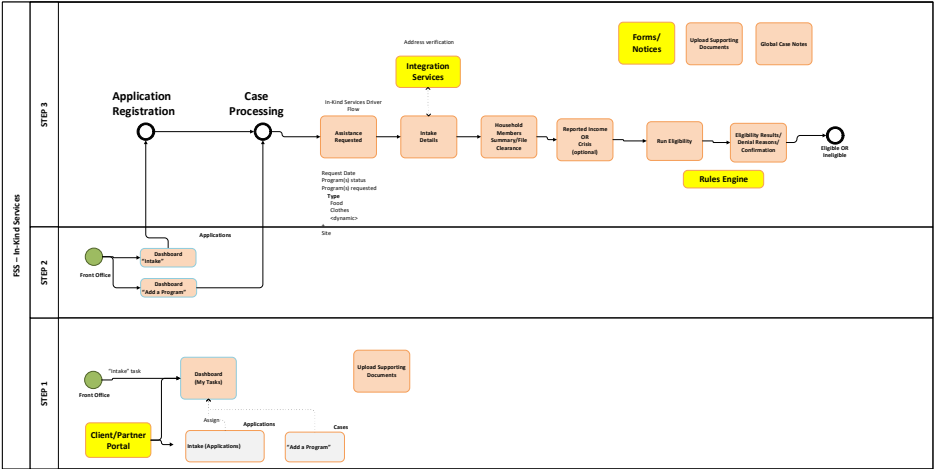 FSS – In-Kind Services
STEP 3
Application
Registration
Case
Processing
In-Kind Services Driver
Flow
Assistance
Requested
Request Date
Program(s) status
Program(s) requested
Type
Food
Clothes
<dynamic>
Site
Address verification
Integration
Services
Intake
Details
Household
Members
Summary/File
Clearance
Reported Income
OR
Crisis
(optional)
Run Eligibility
Eligibility Results/
Denial Reasons/
Confirmation
Eligible OR
Ineligible
Forms/
Notices
Upload Supporting
Documents
Global Case Notes
Rules Engine
STEP 2
Applications
Front Office
Dashboard
"Intake"
Dashboard
"Add a Program"
STEP 1
Front Office
"Intake" task
Dashboard
(My Tasks)
Upload Supporting
Documents
Client/Partner
Portal
Assign
Applications
Intake (Applications)
Cases
"Add a Program"